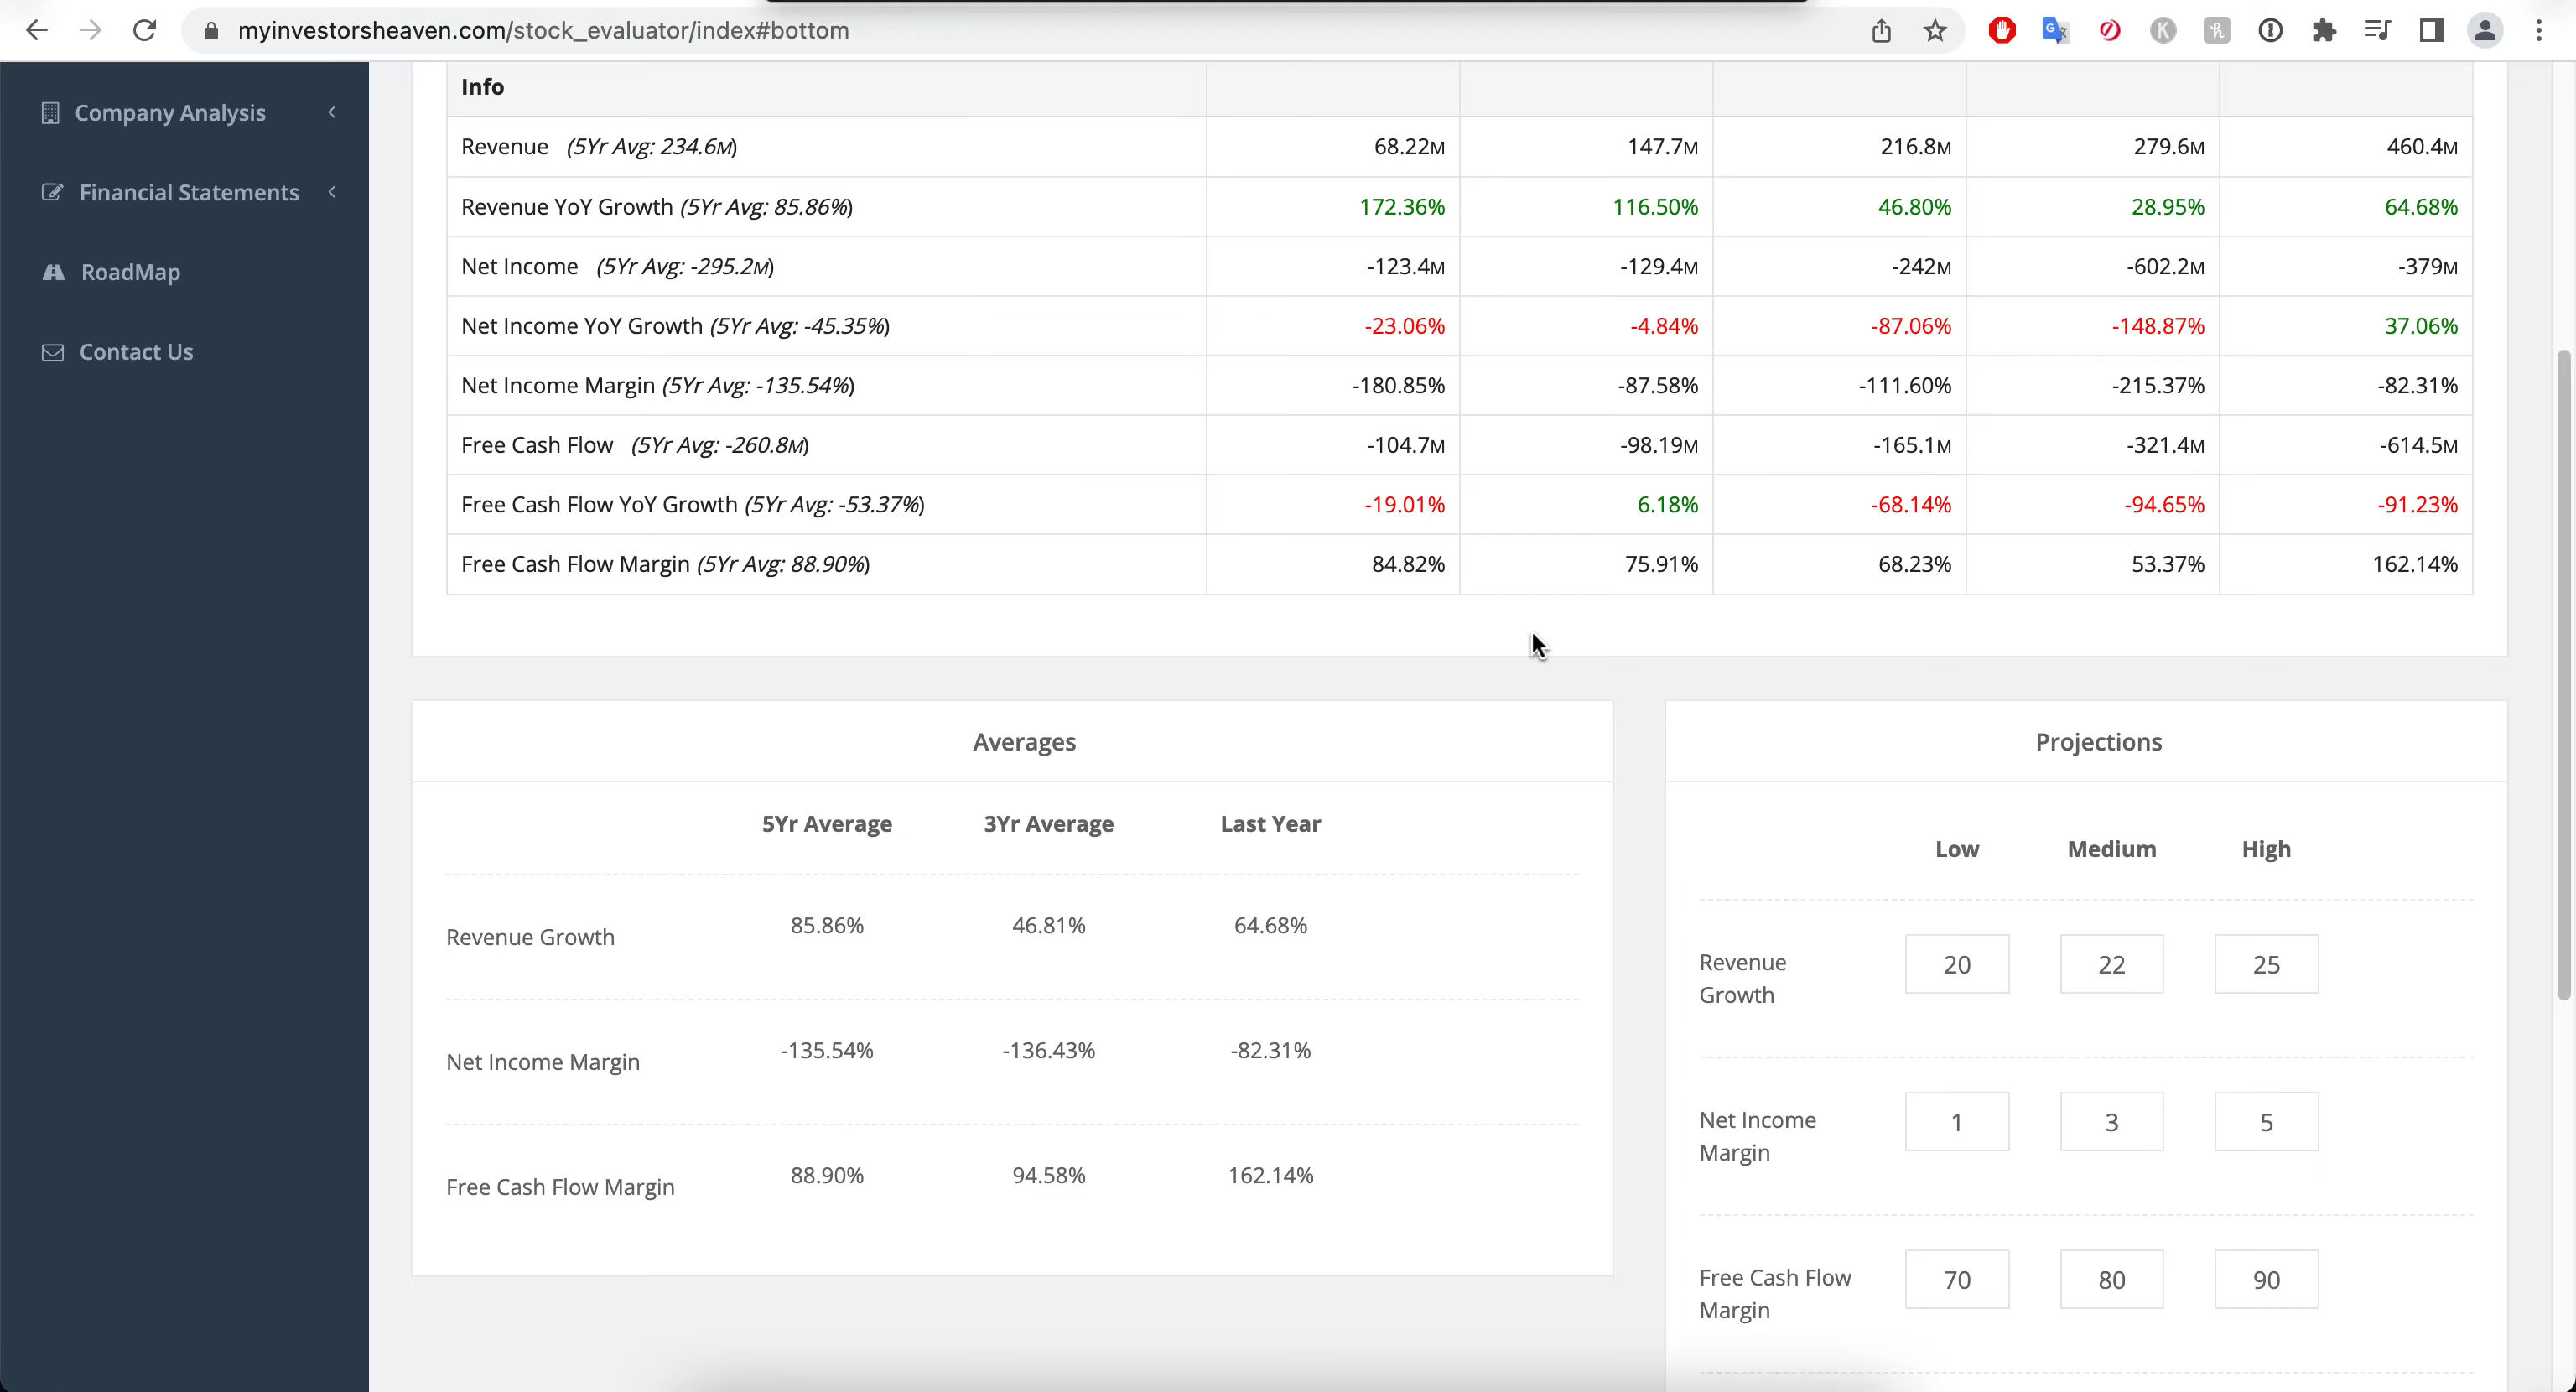 myinvestorsheaven.com/stock_evaluator/index#bottom
Company Analysis
Financial Statements
RoadMap
Contact Us
Info
Revenue (5Yr Avg: 234.6M) 68.22M 147.7M 216.8M 279.6M 460.4M
Revenue YoY Growth (5Yr Avg: 85.86%) 172.36% 116.50% 46.80% 28.95% 64.68%
Net Income (5Yr Avg: -295.2M) -123.4M -129.4M -242M -602.2M -379M
Net Income YoY Growth (5Yr Avg: -45.35%) -23.06% -4.84% -87.06% -148.87% 37.06%
Net Income Margin (5Yr Avg: -135.54%) -180.85% -87.58% -111.60% -215.37% -82.31%
Free Cash Flow (5Yr Avg: -260.8M) -104.7M -98.19M -165.1M -321.4M -614.5M
Free Cash Flow YoY Growth (5Yr Avg: -53.37%) -19.01% 6.18% -68.14% -94.65% -91.23%
Free Cash Flow Margin (5Yr Avg: 88.90%) 84.82% 75.91% 68.23% 53.37% 162.14%
Averages
5Yr Average 3Yr Average Last Year
Revenue Growth 85.86% 46.81% 64.68%
Net Income Margin -135.54% -136.43% -82.31%
Free Cash Flow Margin 88.90% 94.58% 162.14%
Projections
Low Medium High
Revenue
Growth 20 22 25
Net Income
Margin 1 3 5
Free Cash Flow
Margin 70 80 90